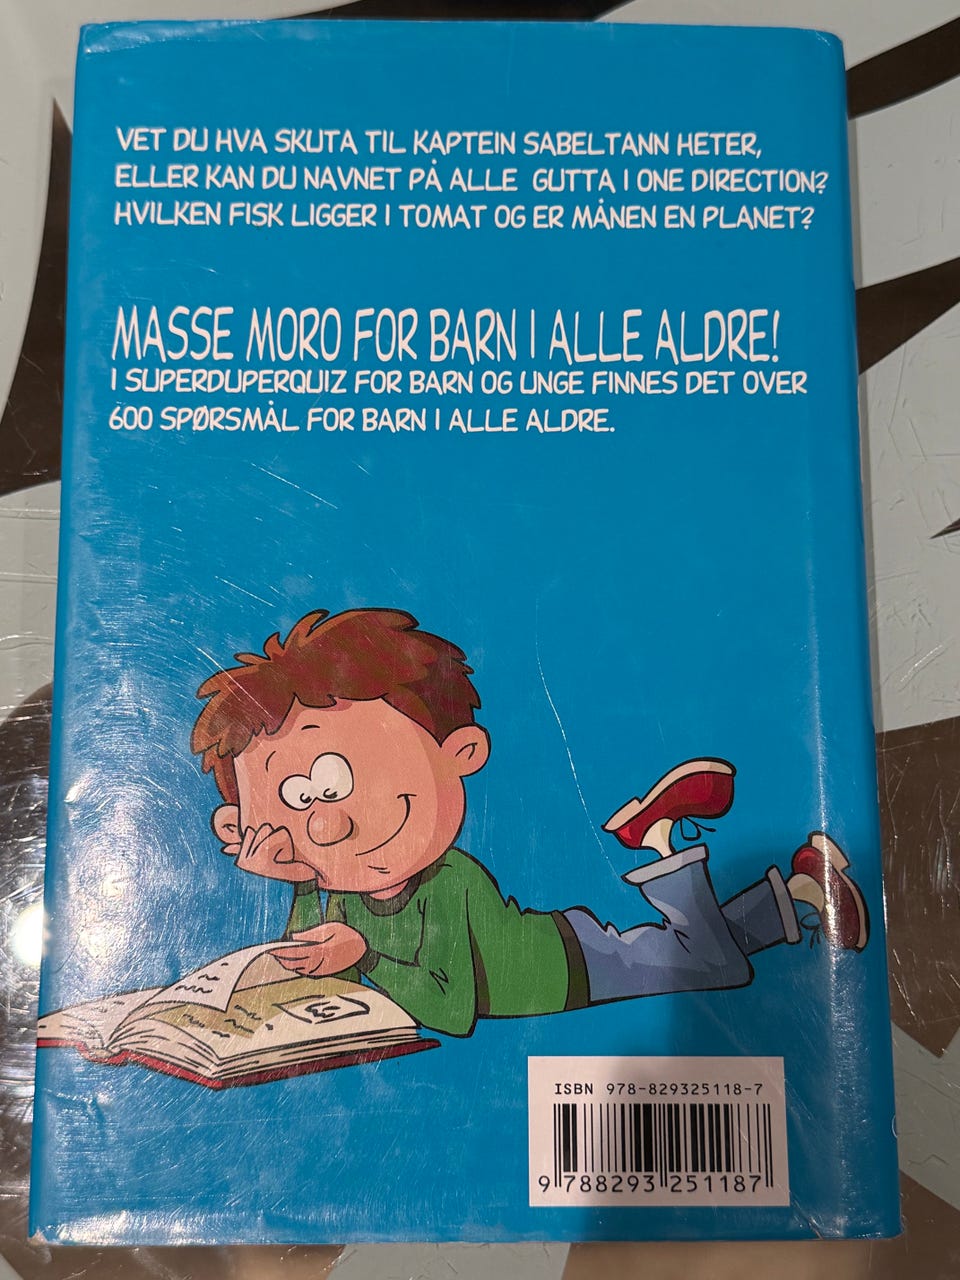 VET DU HVA SKUTA TIL KAPTEIN SABELTANN HETER,
ELLER KAN DU NAVNET PÅ ALLE GUTTA I ONE DIRECTION?
HVILKEN FISK LIGGER I TOMAT OG ER MÅNEN EN PLANET?
MASSE MORO FOR BARN I ALLE ALDRE!
I SUPERDUPERQUIZ FOR BARN OG UNGE FINNES DET OVER
600 SPØRSMÅL FOR BARN I ALLE ALDRE.
ISBN 978-829325118-7
9 788293 251187